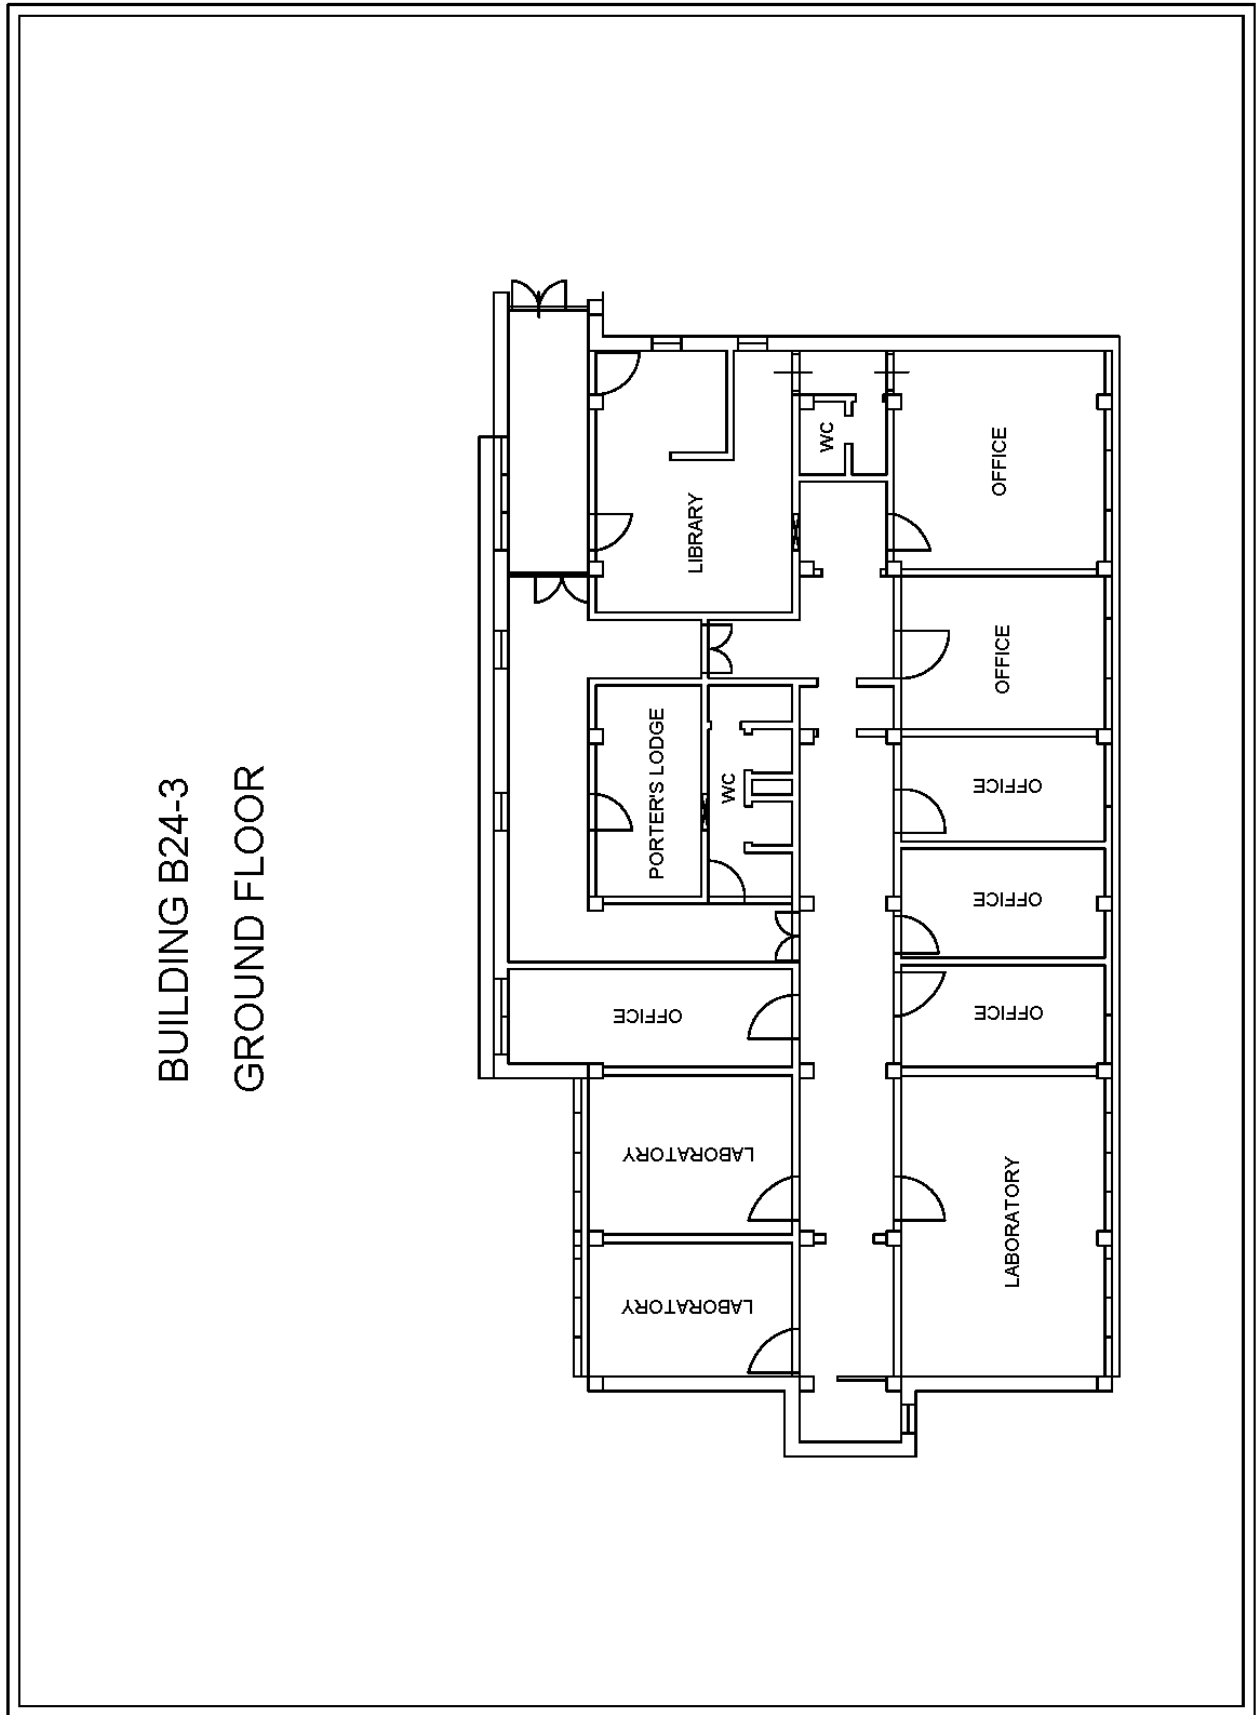 BUILDING B24-3
GROUND FLOOR
LIBRARY
WC
OFFICE
OFFICE
PORTER'S LODGE
WC
OFFICE
OFFICE
OFFICE
OFFICE
LABORATORY
LABORATORY
LABORATORY